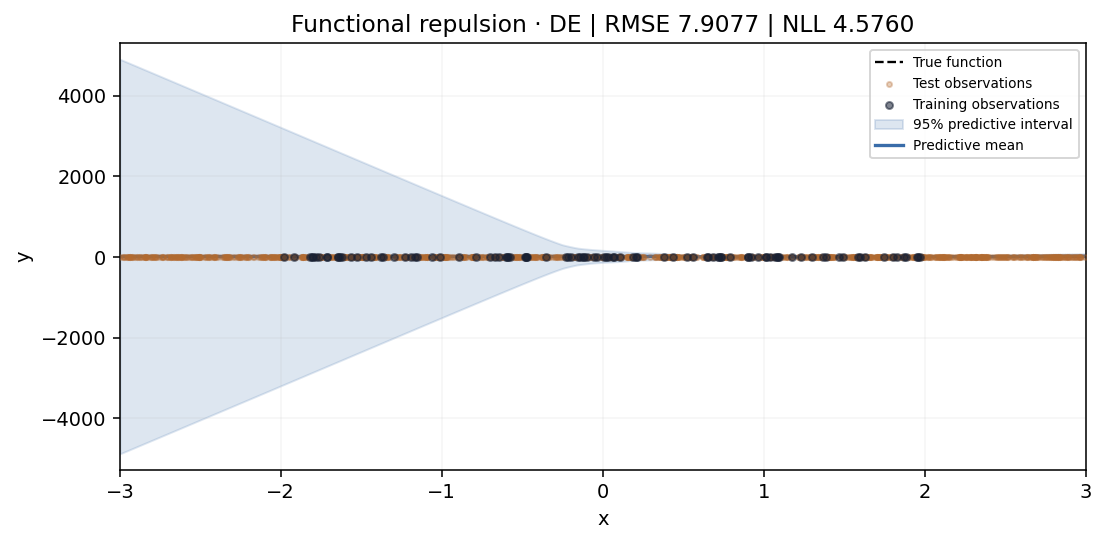 Functional repulsion · DE | RMSE 7.9077 | NLL 4.5760
True function
Test observations
Training observations
95% predictive interval
Predictive mean
4000
2000
0
−2000
−4000
y
−3
−2
−1
0
1
2
3
x